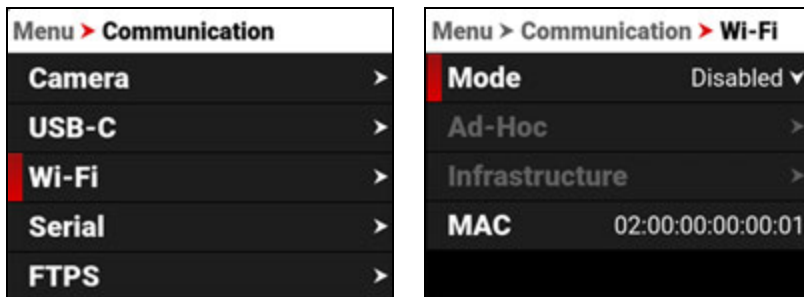 Menu > Communication
Camera >
USB-C >
Wi-Fi >
Serial >
FTPS >
Menu > Communication > Wi-Fi
Mode Disabled
Ad-Hoc >
Infrastructure >
MAC 02:00:00:00:00:01